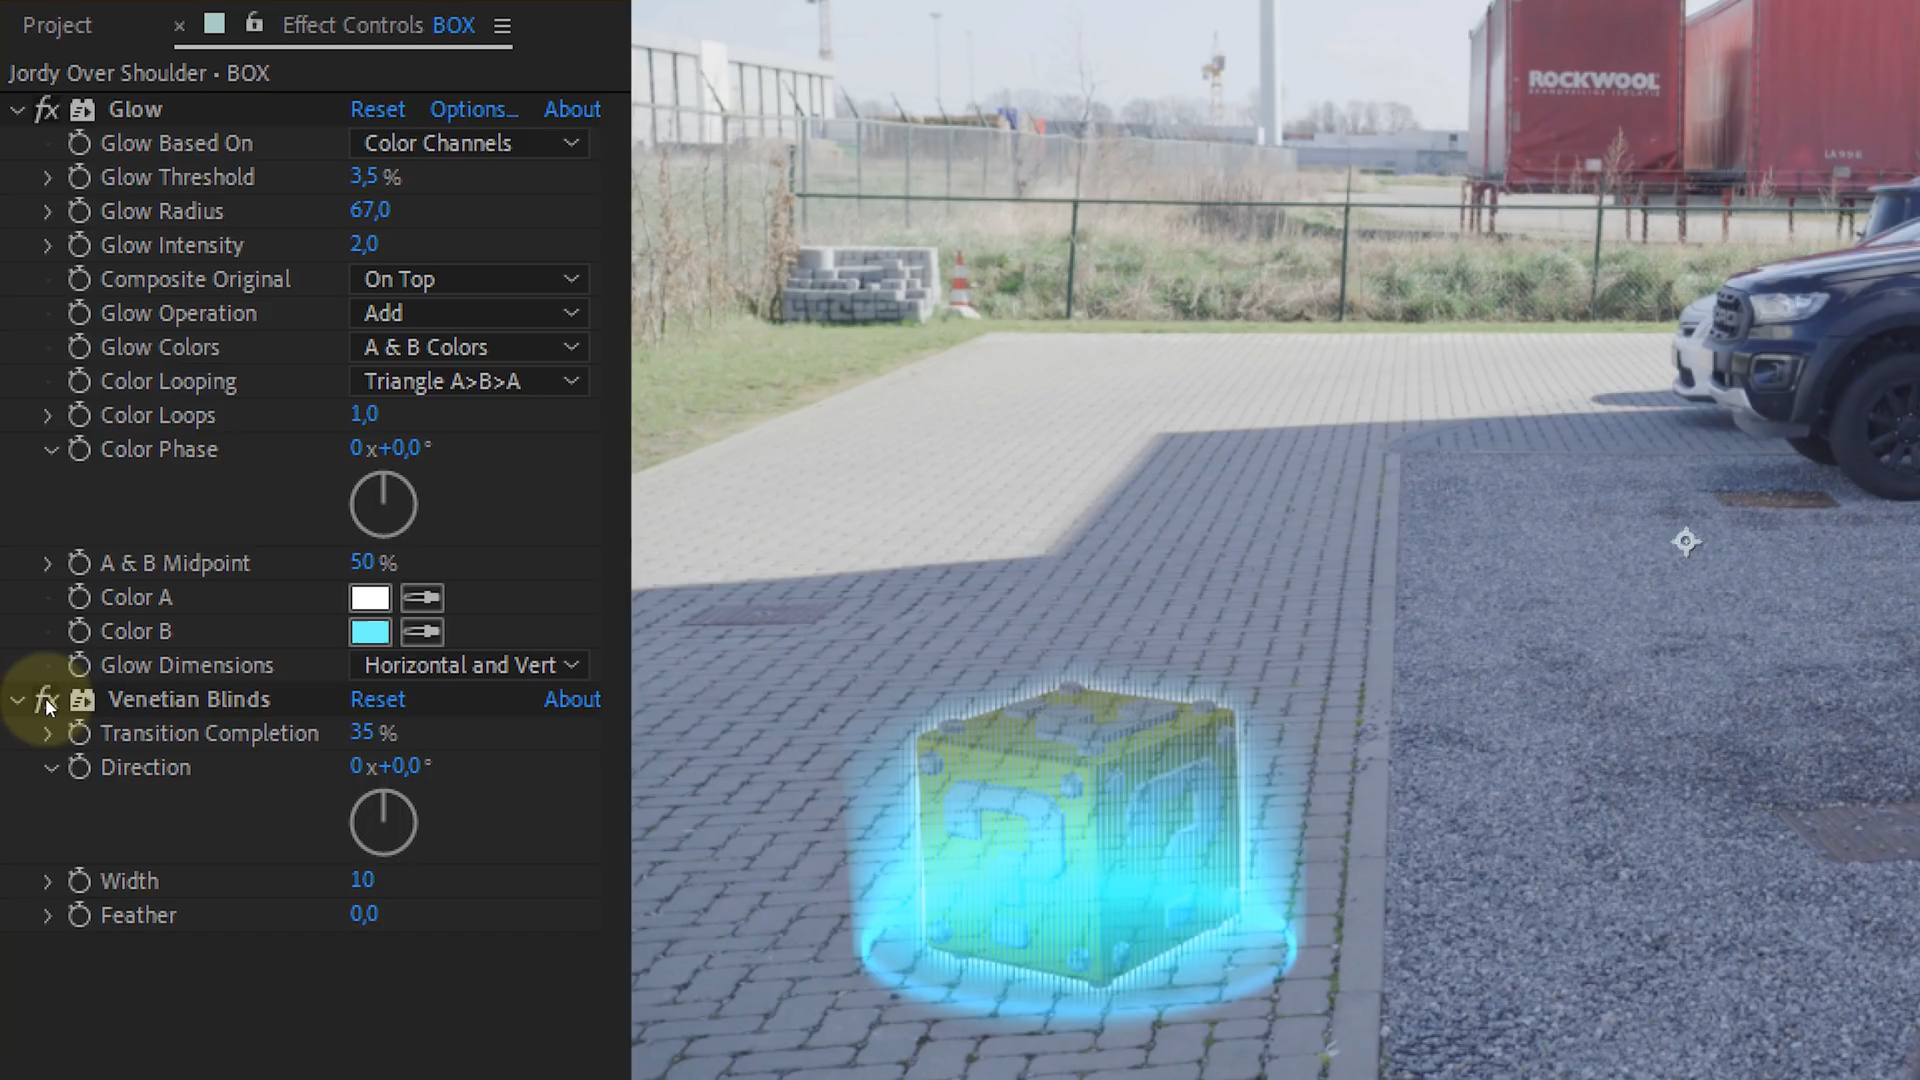 Project × Effect Controls BOX
Jordy Over Shoulder • BOX
fx Glow Reset Options... About
Glow Based On Color Channels
Glow Threshold 3,5 %
Glow Radius 67,0
Glow Intensity 2,0
Composite Original On Top
Glow Operation Add
Glow Colors A & B Colors
Color Looping Triangle A>B>A
Color Loops 1,0
Color Phase 0 x+0,0 °
A & B Midpoint 50 %
Color A
Color B
Glow Dimensions Horizontal and Vert
fx Venetian Blinds Reset About
Transition Completion 35 %
Direction 0 x+0,0 °
Width 10
Feather 0,0
ROCKWOOL
BRANDVEILIGE ISOLATIE